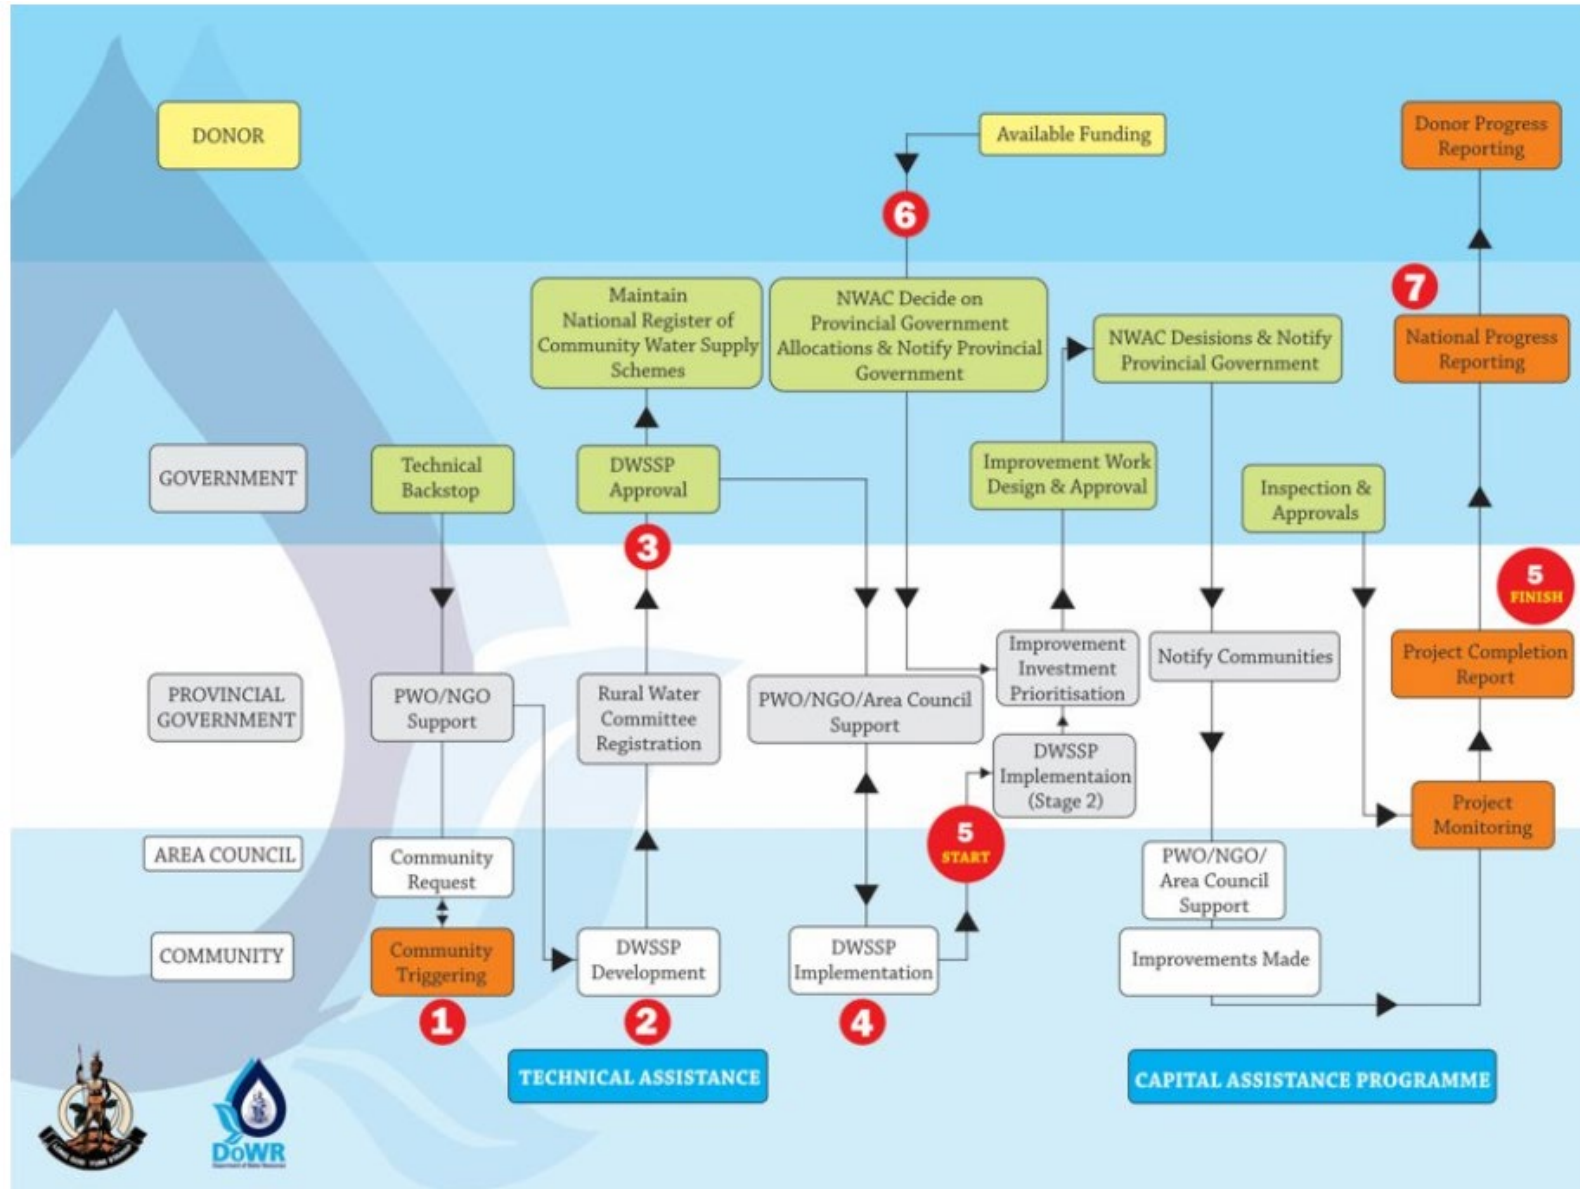 DONOR
Available Funding
Donor Progress
Reporting
6
7
Maintain
National Register of
Community Water Supply
Schemes
NWAC Decide on
Provincial Government
Allocations & Notify Provincial
Government
NWAC Desisions & Notify
Provincial Government
National Progress
Reporting
GOVERNMENT
Technical
Backstop
DWSSP
Approval
Improvement Work
Design & Approval
Inspection &
Approvals
3
5
FINISH
PROVINCIAL
GOVERNMENT
PWO/NGO
Support
Rural Water
Committee
Registration
PWO/NGO/Area Council
Support
Improvement
Investment
Prioritisation
Notify Communities
Project Completion
Report
DWSSP
Implementaion
(Stage 2)
Project
Monitoring
5
START
AREA COUNCIL
Community
Request
PWO/NGO/
Area Council
Support
COMMUNITY
Community
Triggering
DWSSP
Development
DWSSP
Implementation
Improvements Made
1
2
4
TECHNICAL ASSISTANCE
CAPITAL ASSISTANCE PROGRAMME
DoWR
Department of Water Resources